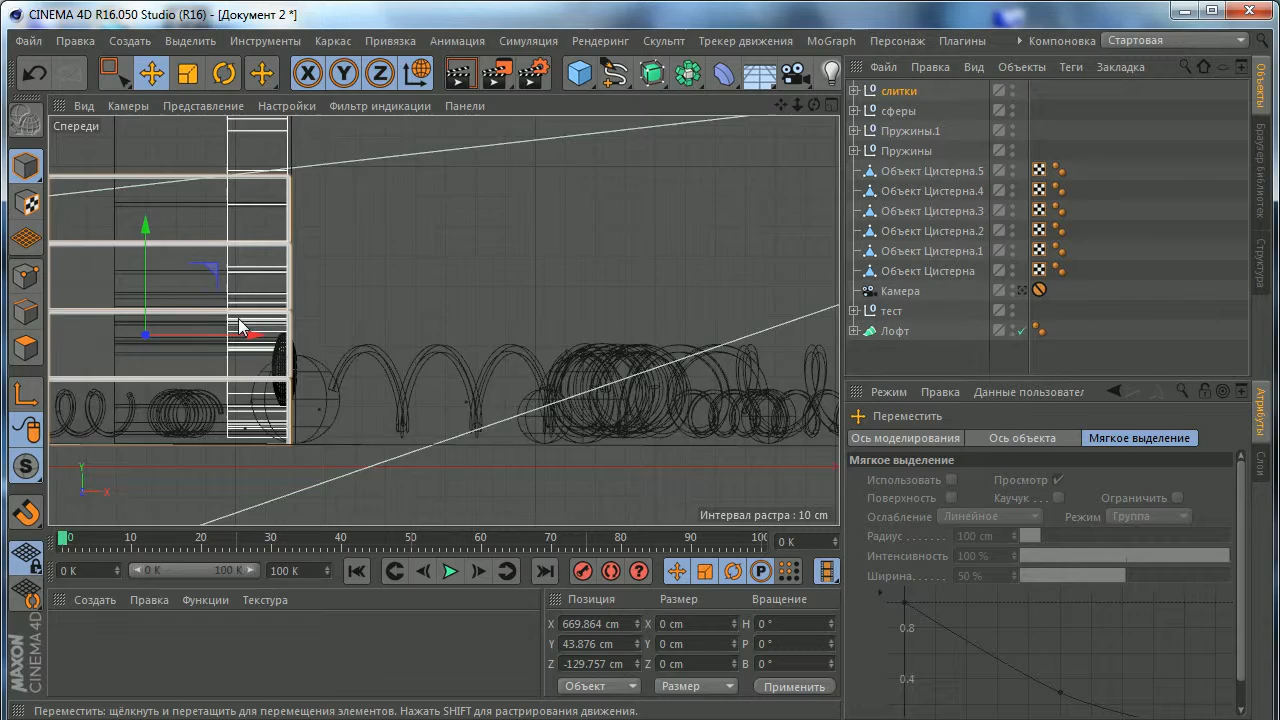 CINEMA 4D R16.050 Studio (R16) - [Документ 2 *]
Файл Правка Создать Выделить Инструменты Каркас Привязка Анимация Симуляция Рендеринг Скульпт Трекер движения MoGraph Персонаж Плагины Компоновка Стартовая
X Y Z
Файл Правка Вид Объекты Теги Закладка
Вид Камеры Представление Настройки Фильтр индикации Панели
Спереди
слитки
сферы
Пружины.1
Пружины
Объект Цистерна.5
Объект Цистерна.4
Объект Цистерна.3
Объект Цистерна.2
Объект Цистерна.1
Объект Цистерна
Камера
тест
Лофт
Объекты
Браузер библиотек
Структура
Y
X
Интервал растра : 10 cm
Режим Правка Данные пользовател
Переместить
Ось моделирования Ось объекта Мягкое выделение
Мягкое выделение
Использовать Просмотр
Поверхность Каучук . . . Ограничить
Ослабление Линейное Режим Группа
Радиус 100 cm
Интенсивность 100 %
Ширина. . . . . . 50 %
0.8
0.4
Атрибуты
Слои
0 10 20 30 40 50 60 70 80 90 100 0 K
0 K 0 K 100 K 100 K
P
S
Создать Правка Функции Текстура
Позиция Размер Вращение
X 669.864 cm X 0 cm H 0 °
Y 43.876 cm Y 0 cm P 0 °
Z -129.757 cm Z 0 cm B 0 °
Объект Размер Применить
MAXON
CINEMA 4D
Переместить: щёлкнуть и перетащить для перемещения элементов. Нажать SHIFT для растрирования движения.